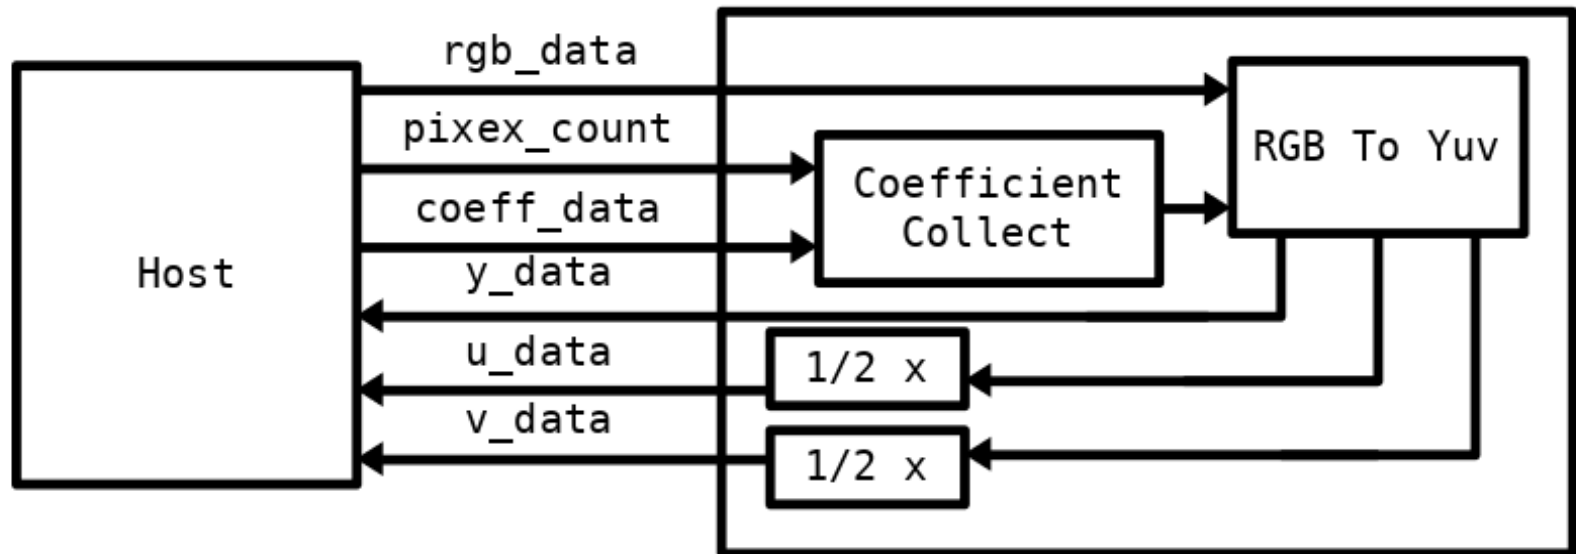 rgb_data
pixex_count
coeff_data
y_data
u_data
v_data
Host
Coefficient
Collect
RGB To Yuv
1/2 x
1/2 x